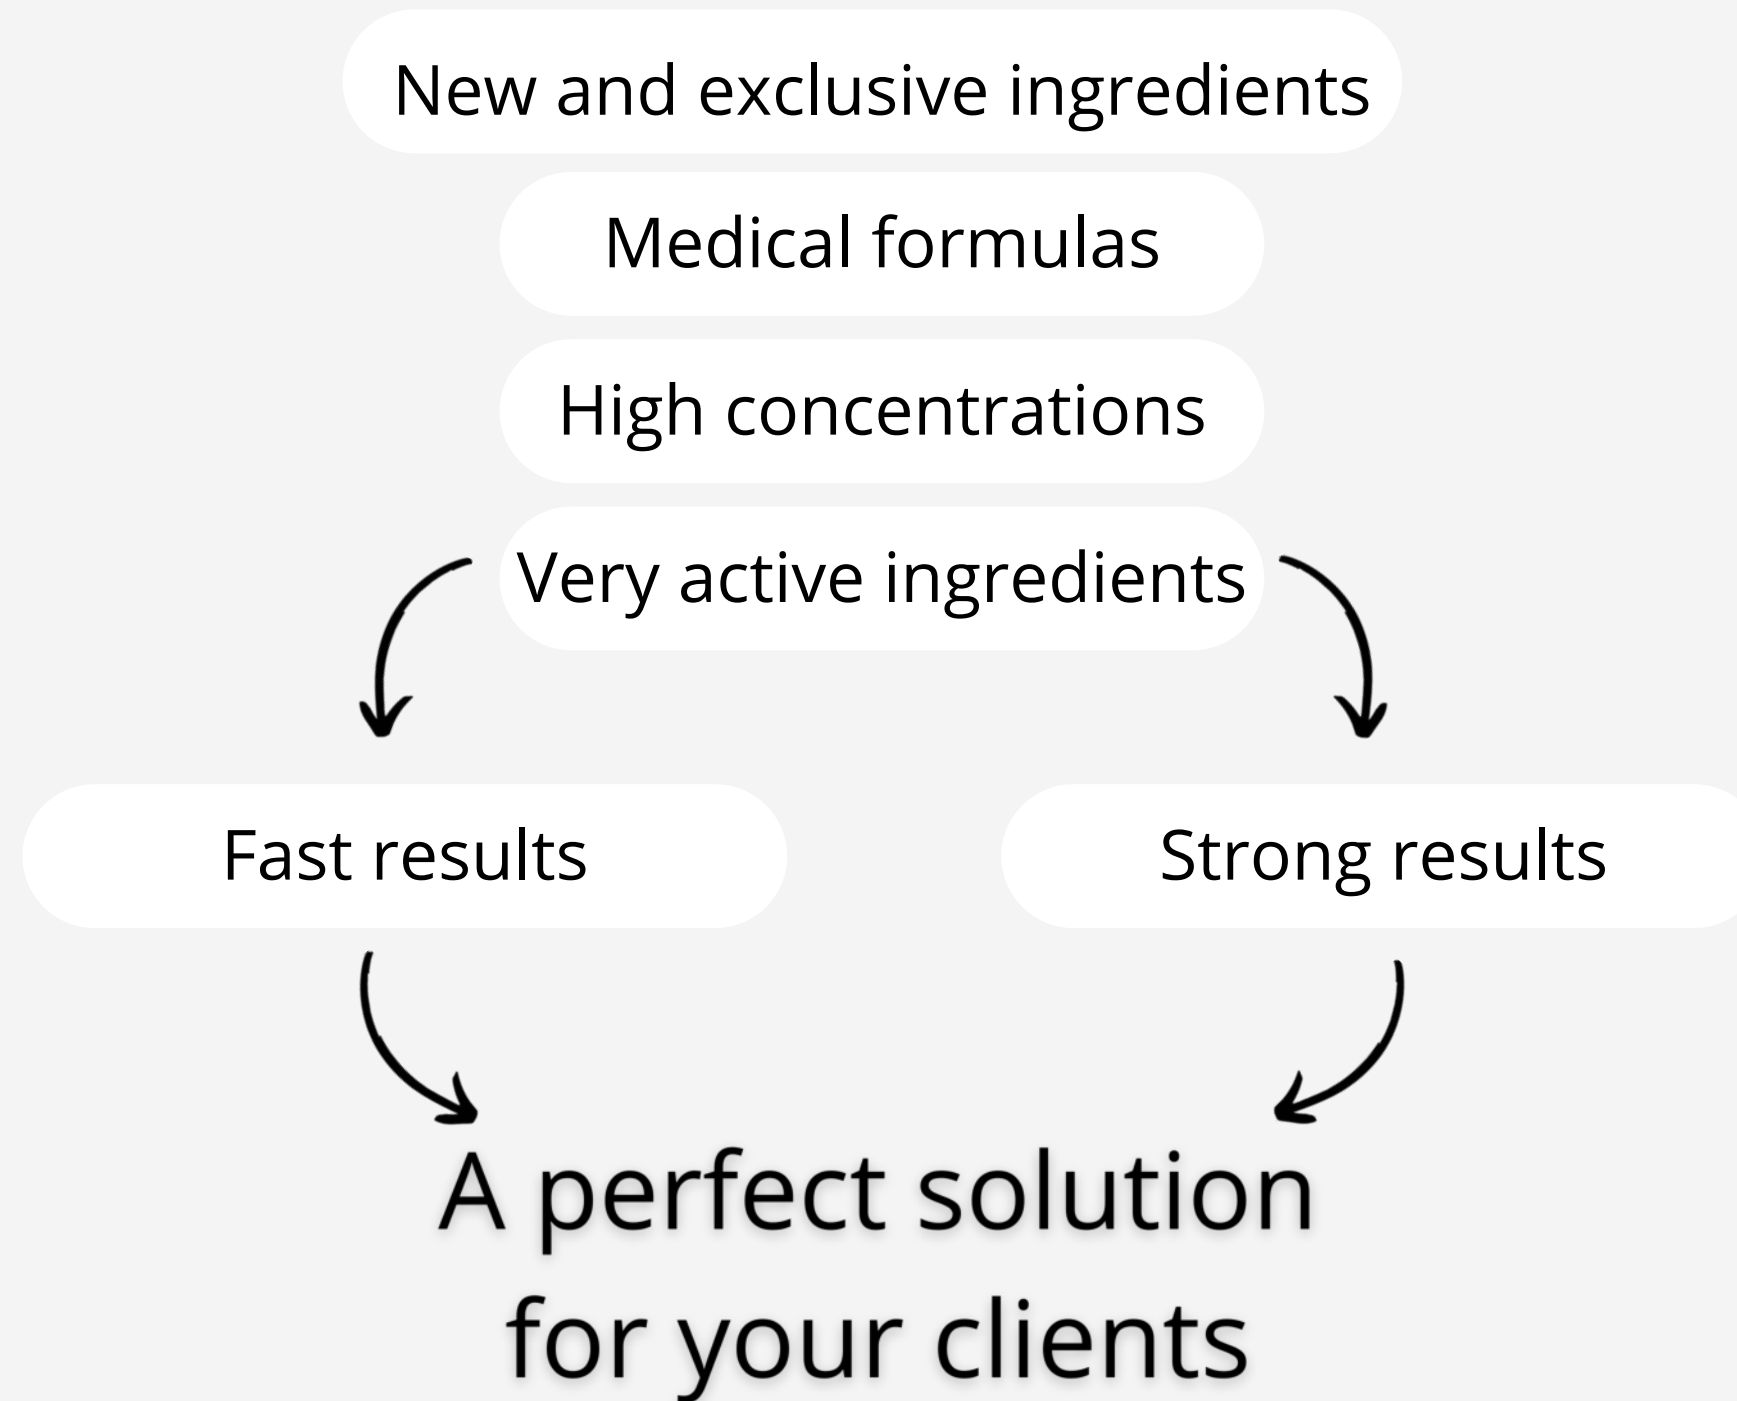 New and exclusive ingredients
Medical formulas
High concentrations
Very active ingredients
Fast results
Strong results
A perfect solution
for your clients